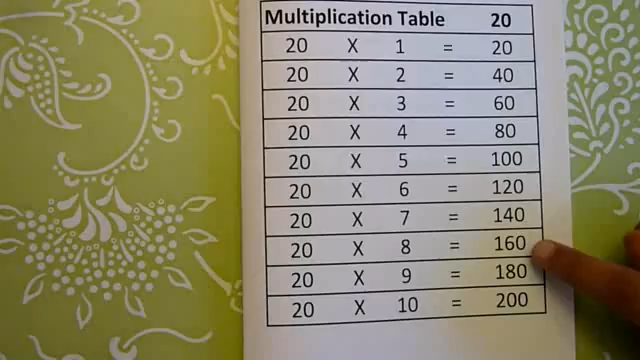 Multiplication Table 20
20 X 1 = 20
20 X 2 = 40
20 X 3 = 60
20 X 4 = 80
20 X 5 = 100
20 X 6 = 120
20 X 7 = 140
20 X 8 = 160
20 X 9 = 180
20 X 10 = 200